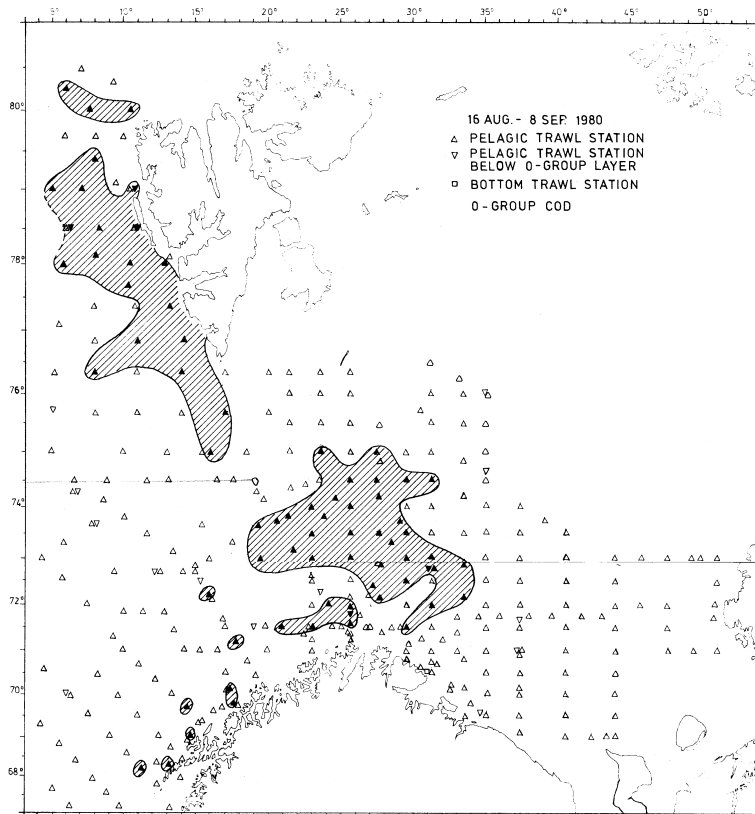 5° 10° 15° 20° 25° 30° 35° 40° 45° 50°
80°
16 AUG. - 8 SEP. 1980
PELAGIC TRAWL STATION
PELAGIC TRAWL STATION
BELOW 0-GROUP LAYER
BOTTOM TRAWL STATION
0-GROUP COD
78°
76°
74°
72°
70°
68°